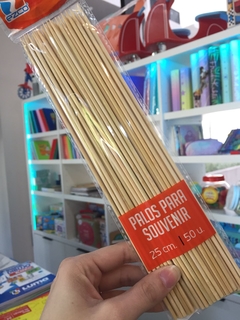 PALOS PARA
SOUVENIR
25 cm. | 50 u